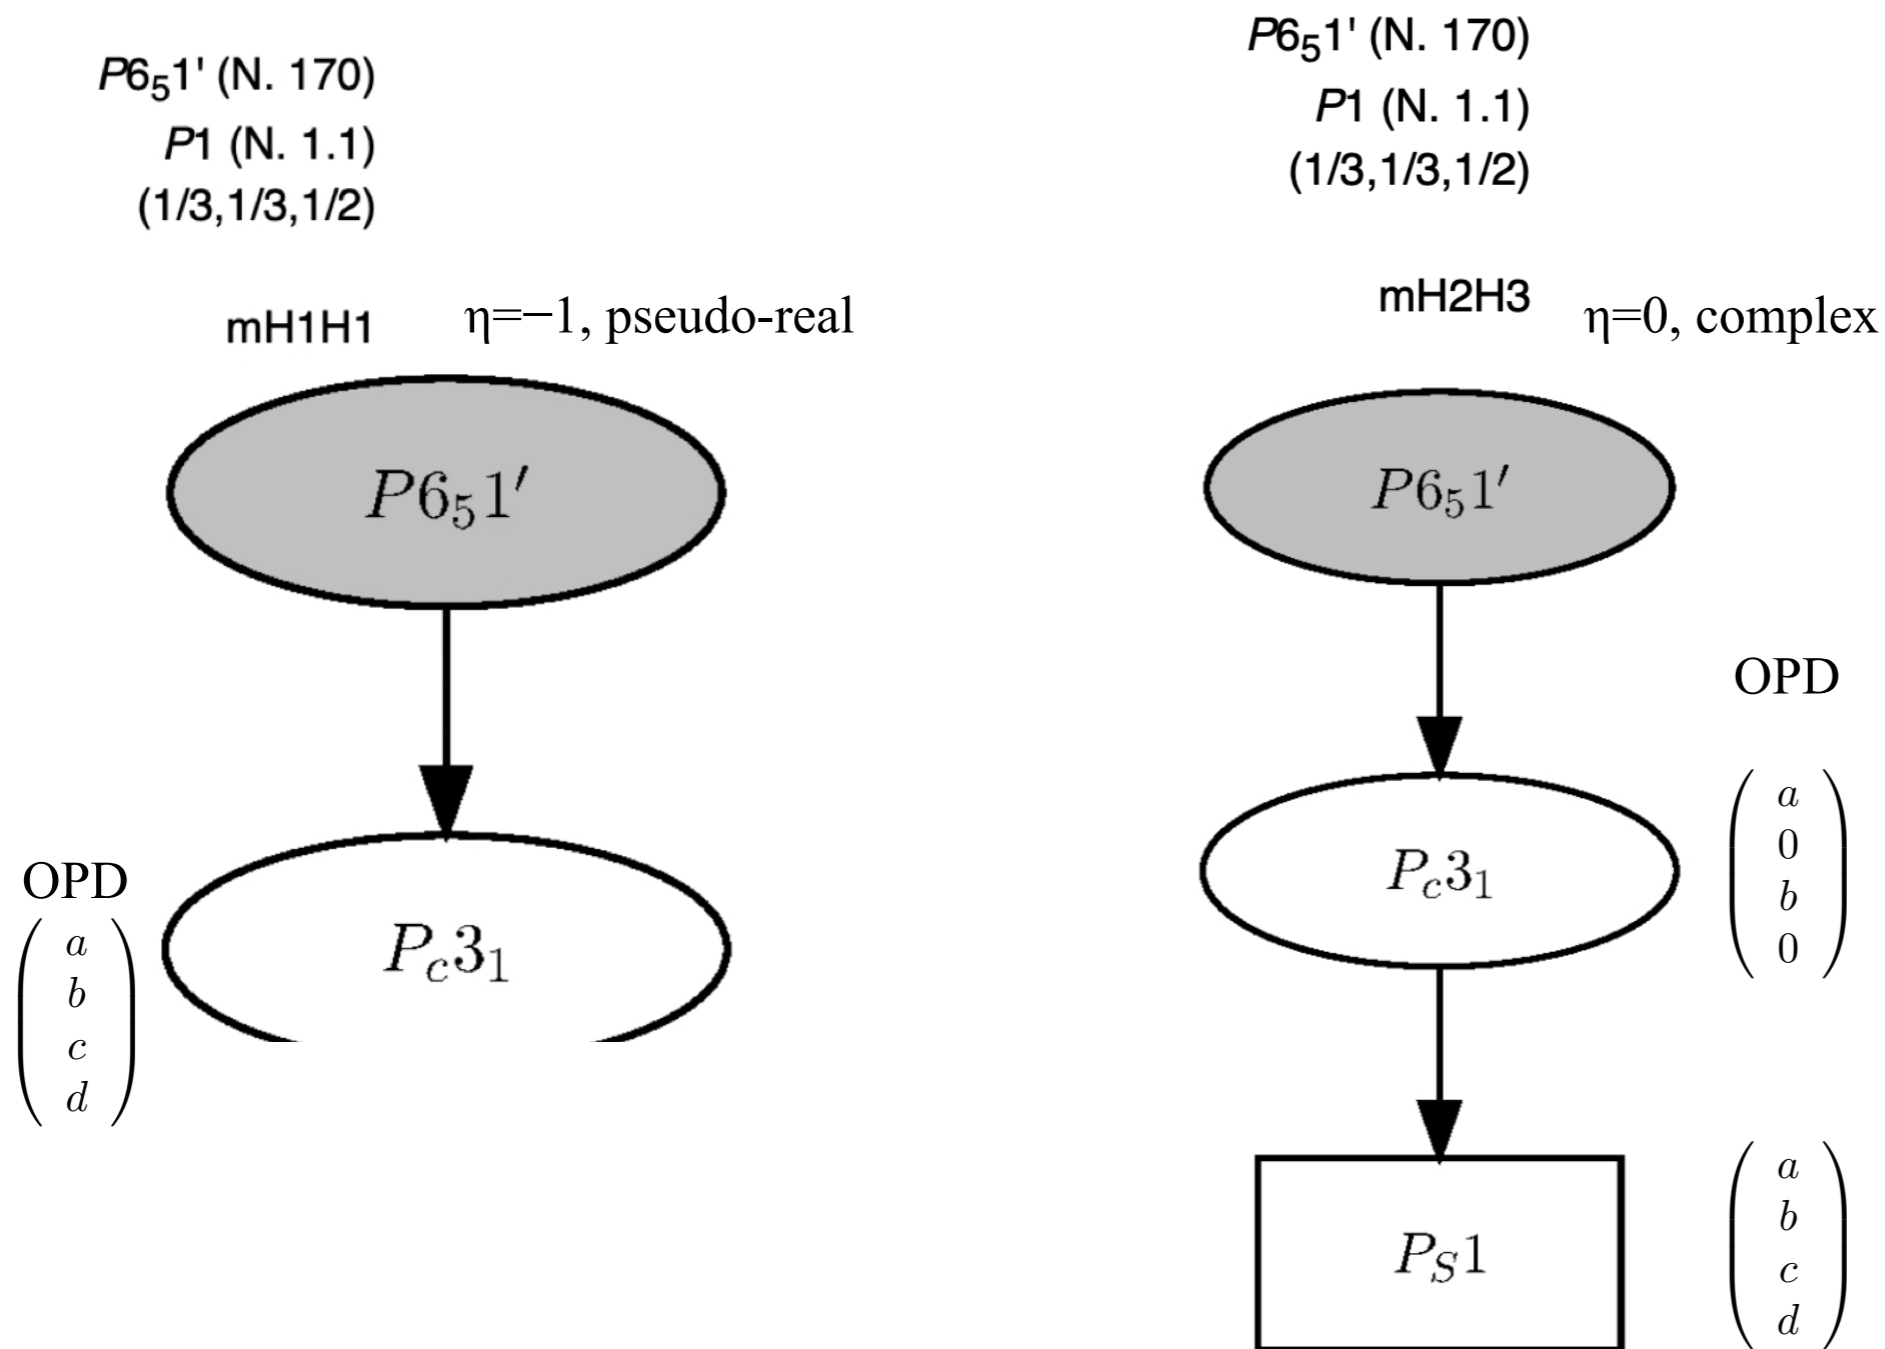 P6₅1' (N. 170)
P1 (N. 1.1)
(1/3,1/3,1/2)
mH1H1 η=−1, pseudo-real
P6₅1′
P_c3₁
OPD
a
b
c
d
P6₅1' (N. 170)
P1 (N. 1.1)
(1/3,1/3,1/2)
mH2H3 η=0, complex
P6₅1′
OPD
P_c3₁
a
0
b
0
P_S1
a
b
c
d